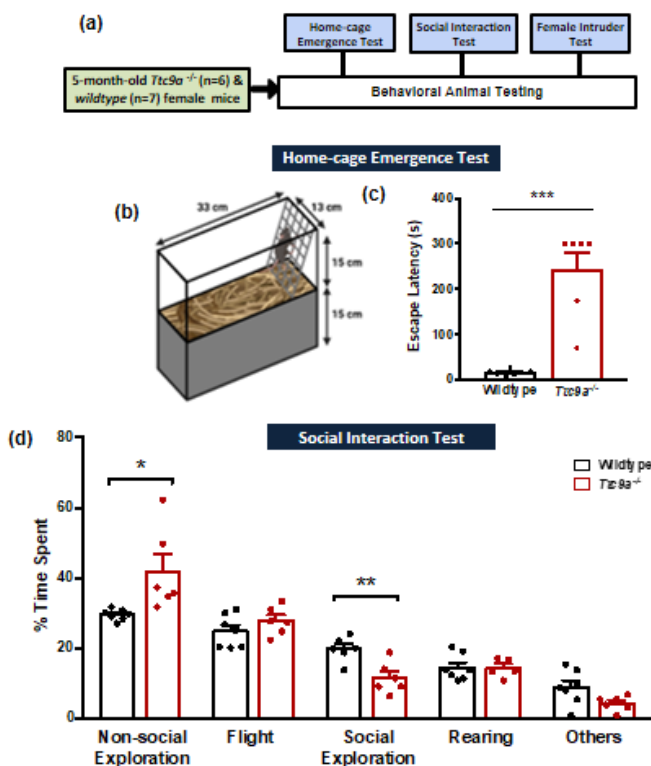 (a)
Home-cage
Emergence Test
Social Interaction
Test
Female Intruder
Test
5-month-old Ttc9a -/- (n=6) &
wildtype (n=7) female mice
Behavioral Animal Testing
Home-cage Emergence Test
(b)
33 cm
13 cm
15 cm
15 cm
(c)
Escape Latency (s)
400
300
200
100
0
***
Wildtype
Ttc9a-/-
(d)
Social Interaction Test
Wildtype
Ttc9a-/-
% Time Spent
80
60
40
20
0
*
**
Non-social
Exploration
Flight
Social
Exploration
Rearing
Others